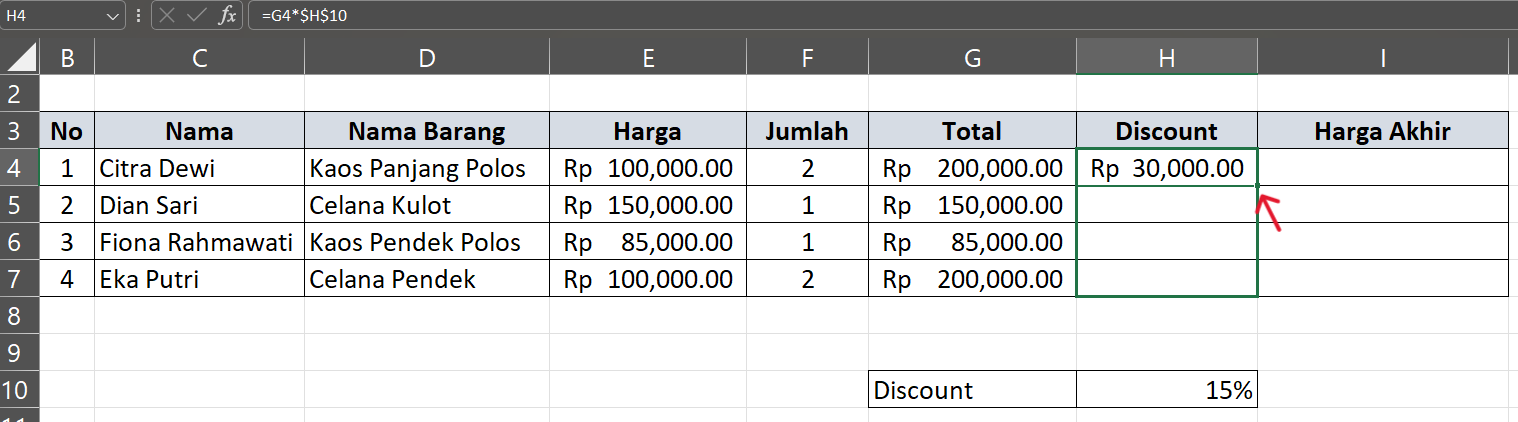 H4 fx =G4*$H$10
B C D E F G H I
2
3 No Nama Nama Barang Harga Jumlah Total Discount Harga Akhir
4 1 Citra Dewi Kaos Panjang Polos Rp 100,000.00 2 Rp 200,000.00 Rp 30,000.00
5 2 Dian Sari Celana Kulot Rp 150,000.00 1 Rp 150,000.00
6 3 Fiona Rahmawati Kaos Pendek Polos Rp 85,000.00 1 Rp 85,000.00
7 4 Eka Putri Celana Pendek Rp 100,000.00 2 Rp 200,000.00
8
9
10 Discount 15%